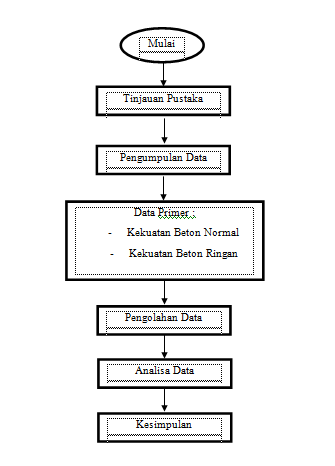 Mulai
Tinjauan Pustaka
Pengumpulan Data
Data Primer :
- Kekuatan Beton Normal
- Kekuatan Beton Ringan
Pengolahan Data
Analisa Data
Kesimpulan